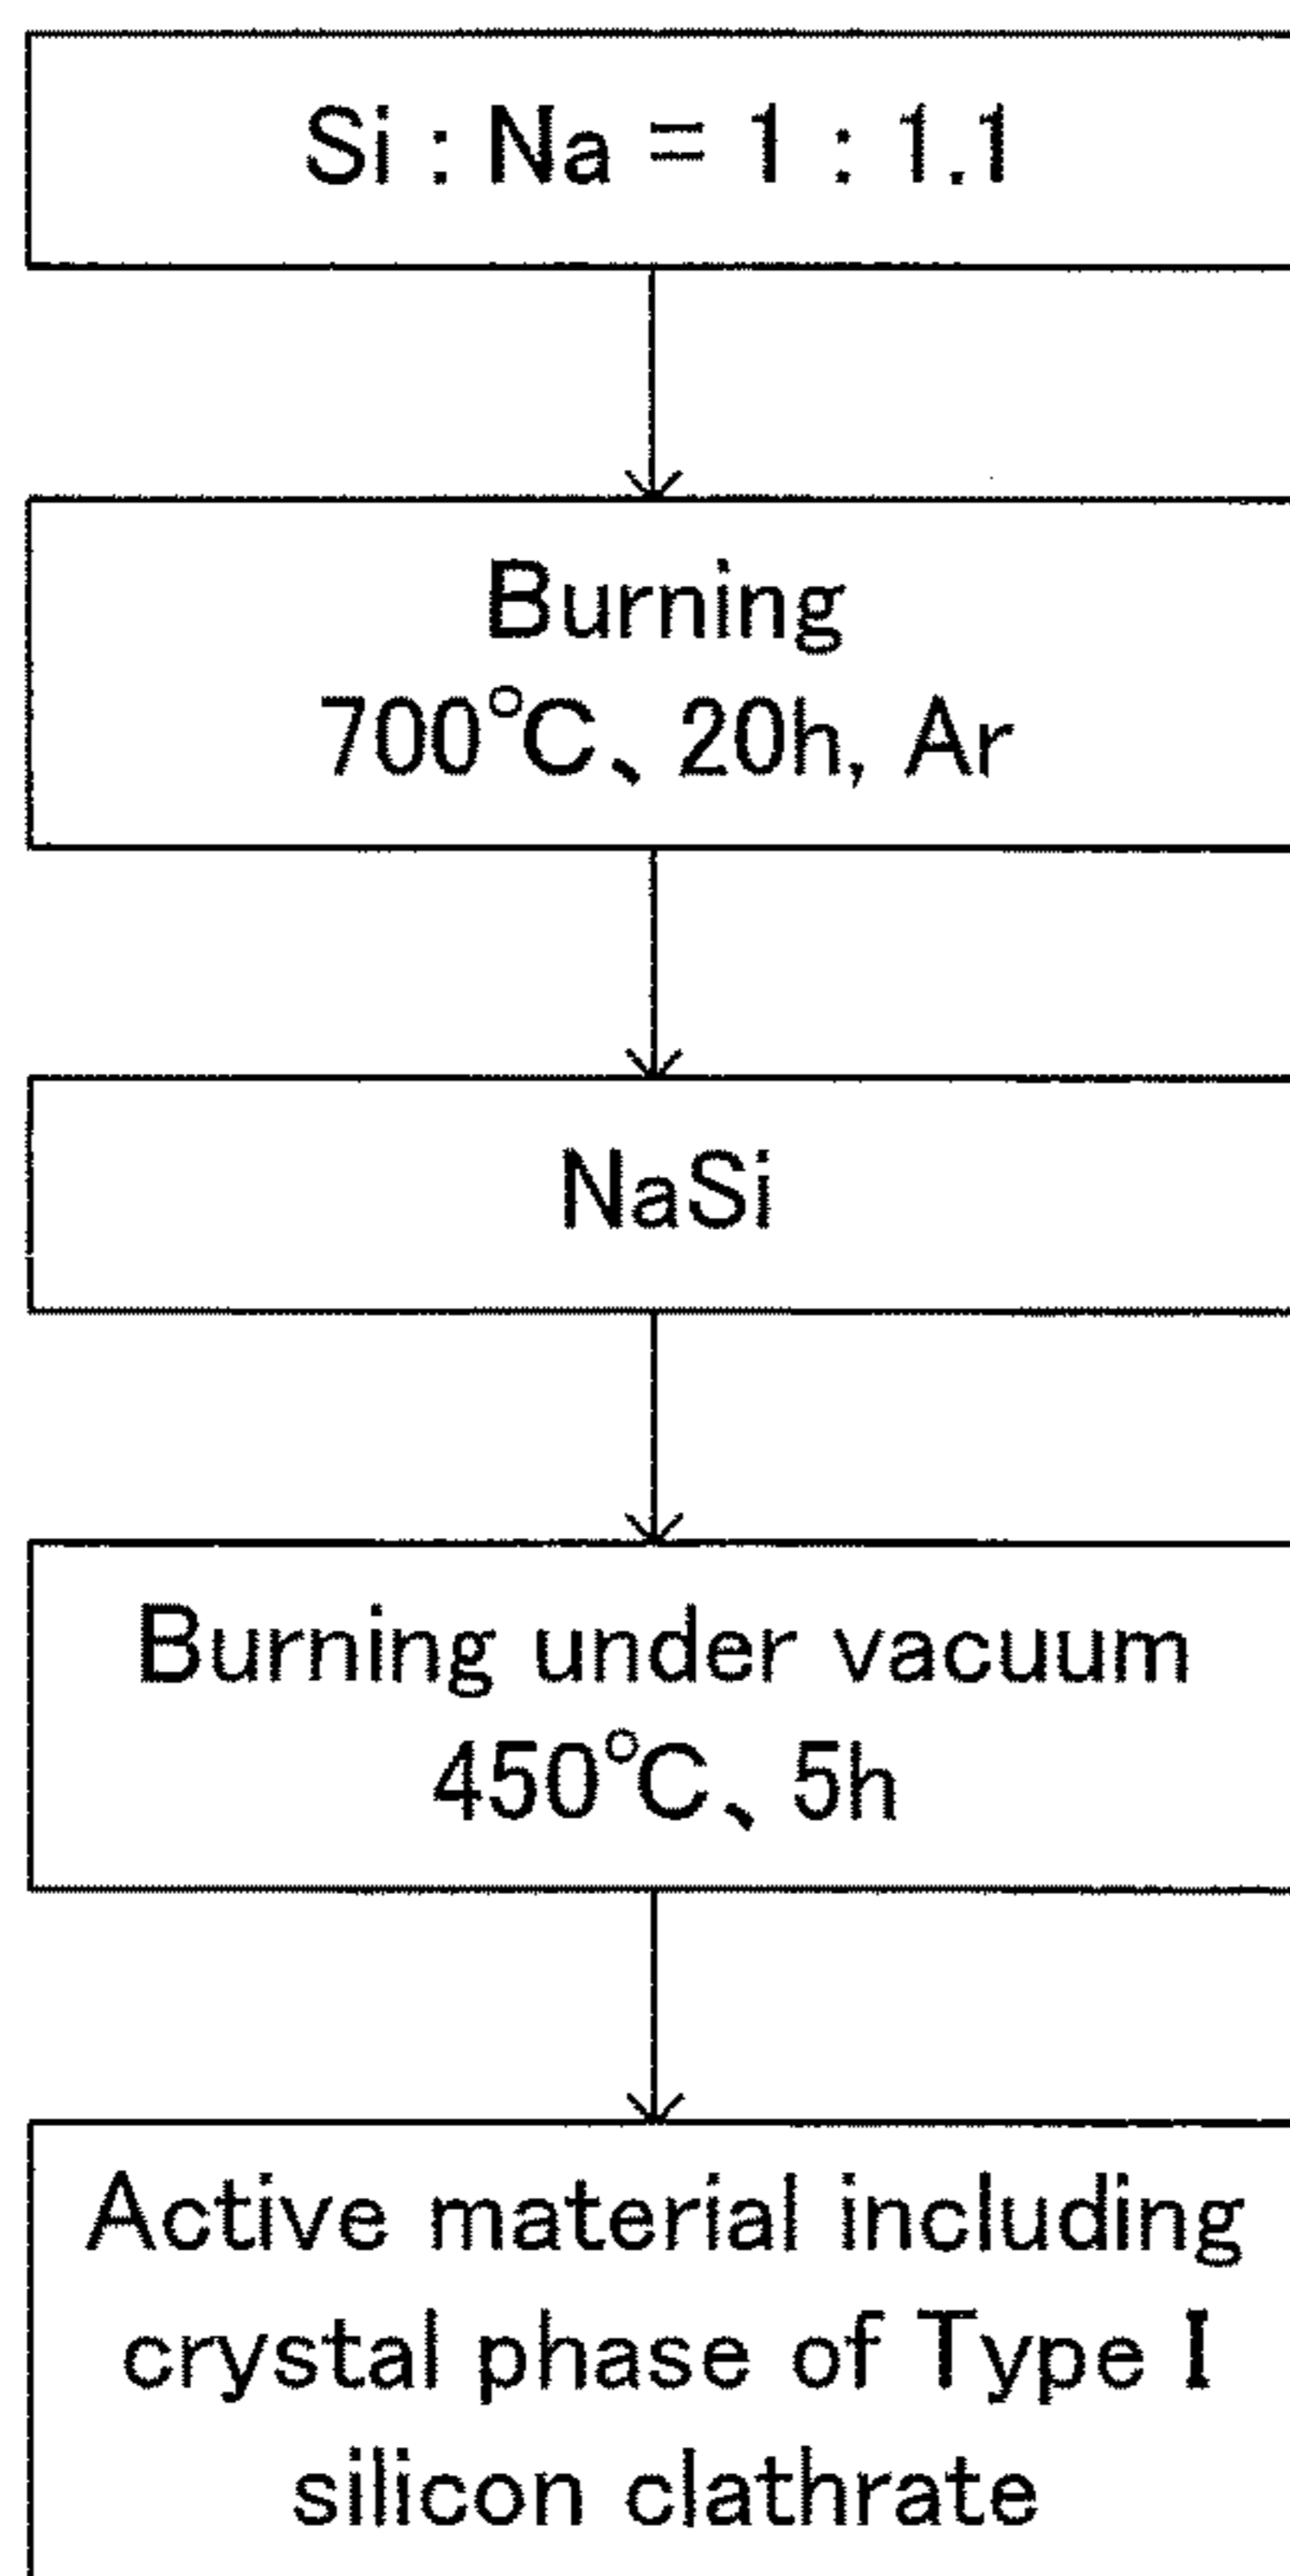 Si : Na = 1 : 1.1
Burning
700℃、20h, Ar
NaSi
Burning under vacuum
450℃、5h
Active material including
crystal phase of Type I
silicon clathrate